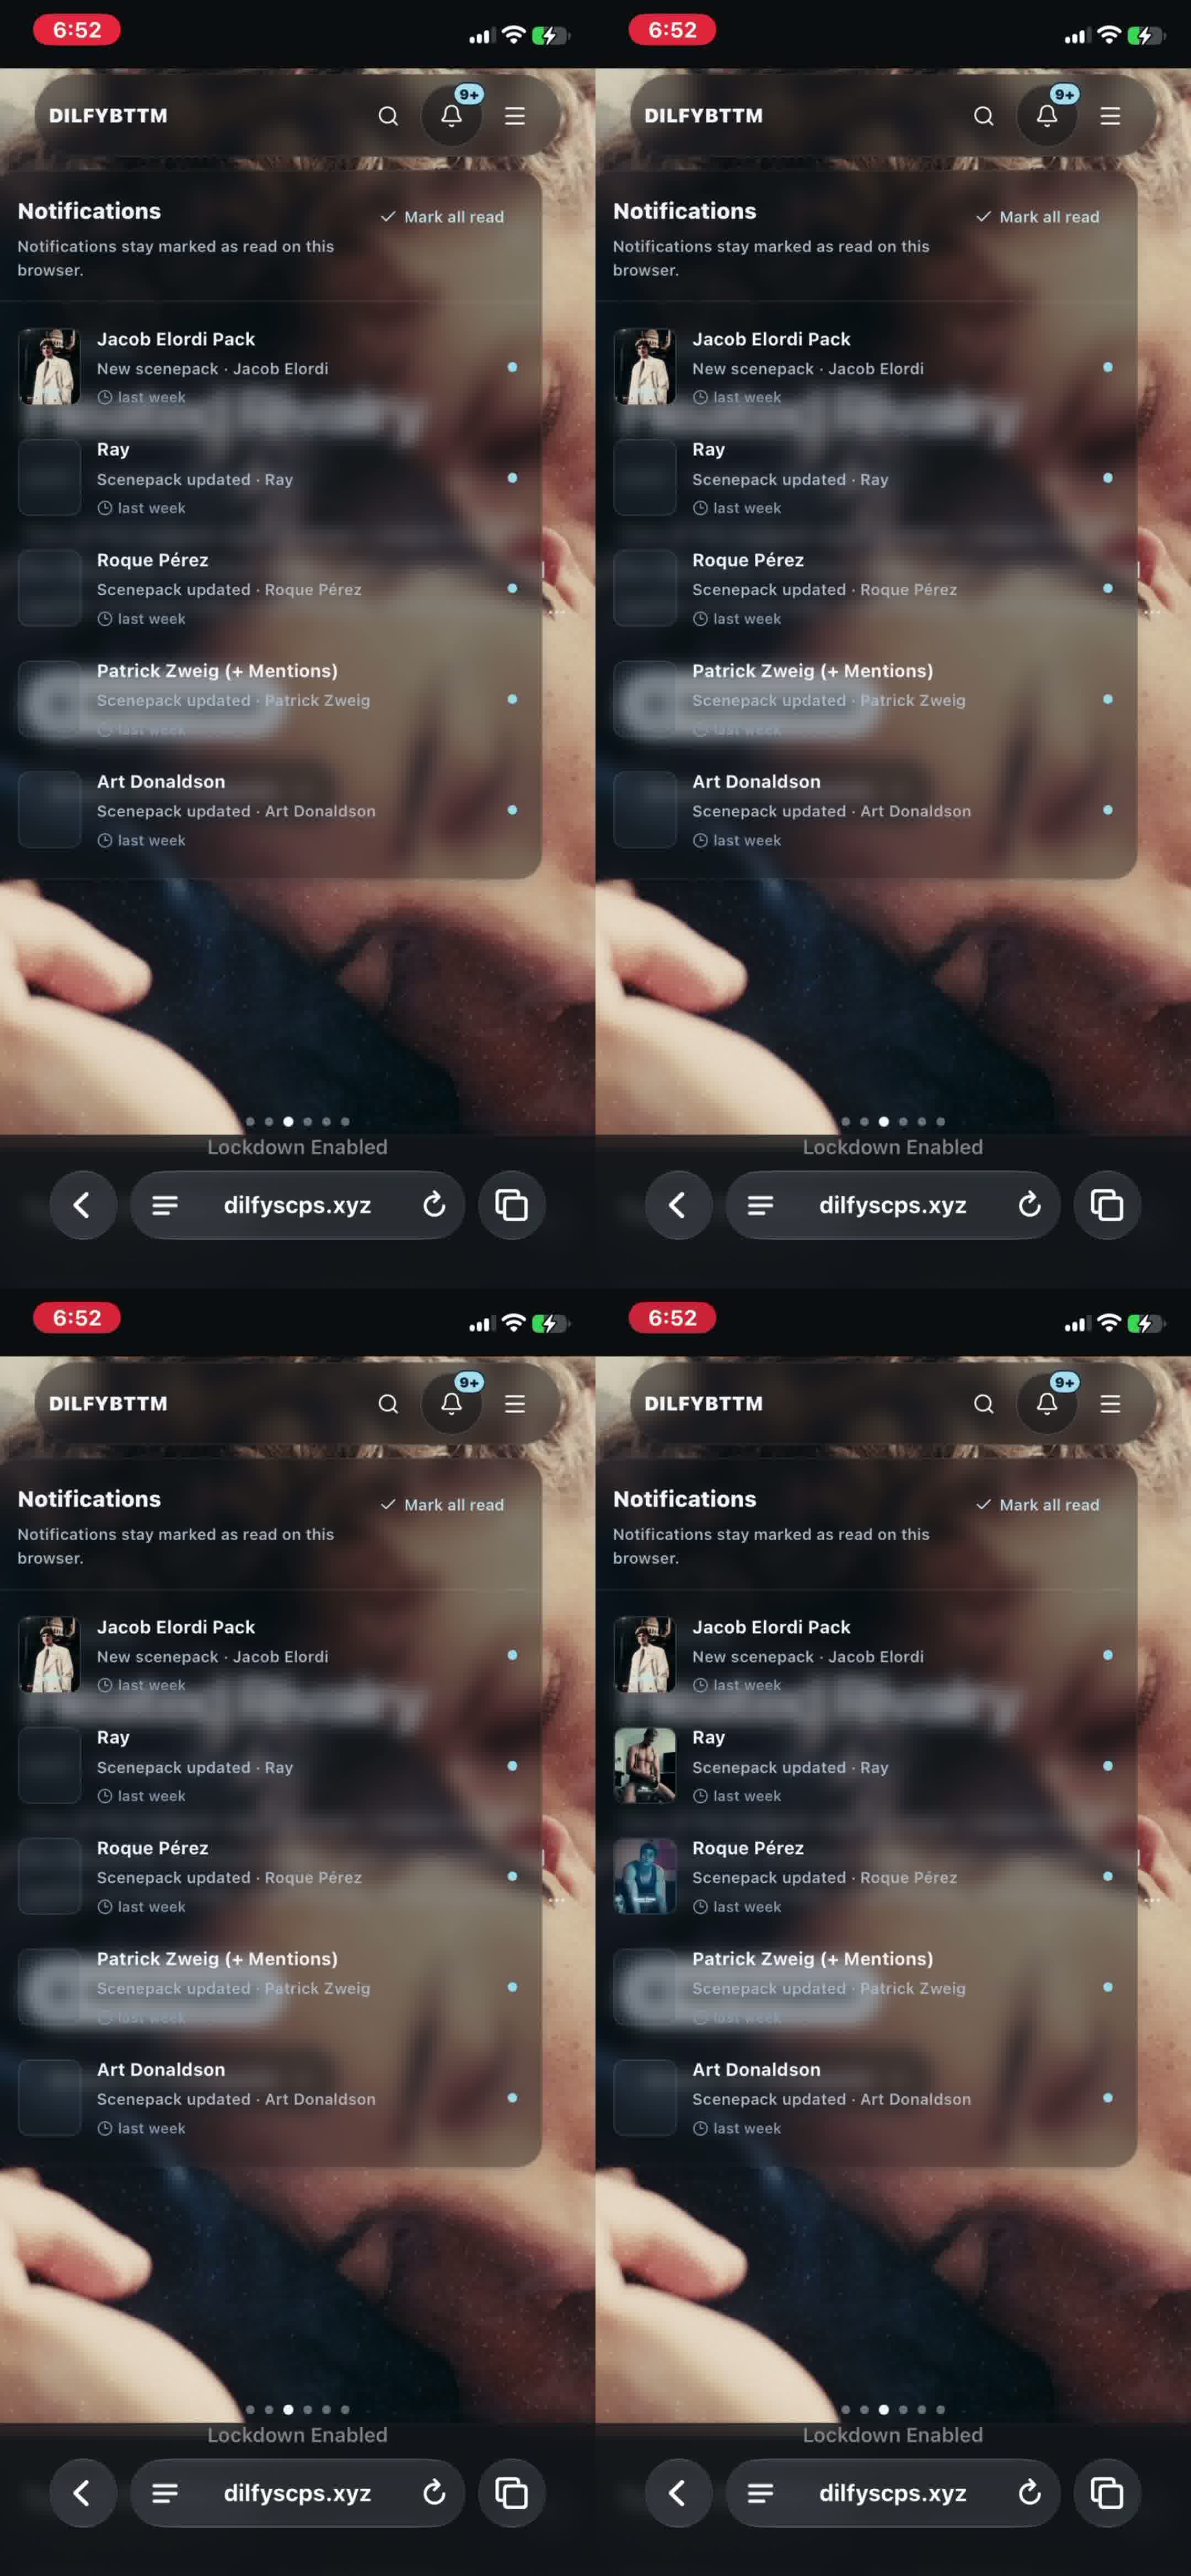 6:52
DILFYBTTM
9+
Notifications
Mark all read
Notifications stay marked as read on this
browser.
Jacob Elordi Pack
New scenepack · Jacob Elordi
last week
Ray
Scenepack updated · Ray
last week
Roque Pérez
Scenepack updated · Roque Pérez
last week
Patrick Zweig (+ Mentions)
Scenepack updated · Patrick Zweig
last week
Art Donaldson
Scenepack updated · Art Donaldson
last week
Lockdown Enabled
dilfyscps.xyz
6:52
DILFYBTTM
9+
Notifications
Mark all read
Notifications stay marked as read on this
browser.
Jacob Elordi Pack
New scenepack · Jacob Elordi
last week
Ray
Scenepack updated · Ray
last week
Roque Pérez
Scenepack updated · Roque Pérez
last week
Patrick Zweig (+ Mentions)
Scenepack updated · Patrick Zweig
last week
Art Donaldson
Scenepack updated · Art Donaldson
last week
Lockdown Enabled
dilfyscps.xyz
6:52
DILFYBTTM
9+
Notifications
Mark all read
Notifications stay marked as read on this
browser.
Jacob Elordi Pack
New scenepack · Jacob Elordi
last week
Ray
Scenepack updated · Ray
last week
Roque Pérez
Scenepack updated · Roque Pérez
last week
Patrick Zweig (+ Mentions)
Scenepack updated · Patrick Zweig
last week
Art Donaldson
Scenepack updated · Art Donaldson
last week
Lockdown Enabled
dilfyscps.xyz
6:52
DILFYBTTM
9+
Notifications
Mark all read
Notifications stay marked as read on this
browser.
Jacob Elordi Pack
New scenepack · Jacob Elordi
last week
Ray
Scenepack updated · Ray
last week
Roque Pérez
Scenepack updated · Roque Pérez
last week
Patrick Zweig (+ Mentions)
Scenepack updated · Patrick Zweig
last week
Art Donaldson
Scenepack updated · Art Donaldson
last week
Lockdown Enabled
dilfyscps.xyz